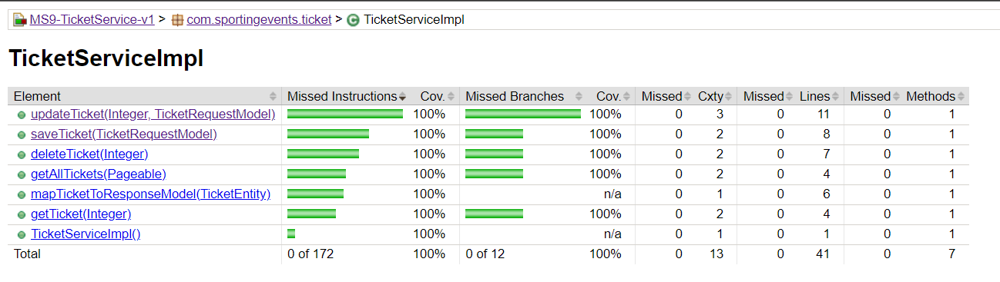 MS9-TicketService-v1 > com.sportingevents.ticket > TicketServiceImpl
TicketServiceImpl
Element Missed Instructions Cov. Missed Branches Cov. Missed Cxty Missed Lines Missed Methods
updateTicket(Integer, TicketRequestModel) 100% 100% 0 3 0 11 0 1
saveTicket(TicketRequestModel) 100% 100% 0 2 0 8 0 1
deleteTicket(Integer) 100% 100% 0 2 0 7 0 1
getAllTickets(Pageable) 100% 100% 0 2 0 4 0 1
mapTicketToResponseModel(TicketEntity) 100% n/a 0 1 0 6 0 1
getTicket(Integer) 100% 100% 0 2 0 4 0 1
TicketServiceImpl() 100% n/a 0 1 0 1 0 1
Total 0 of 172 100% 0 of 12 100% 0 13 0 41 0 7